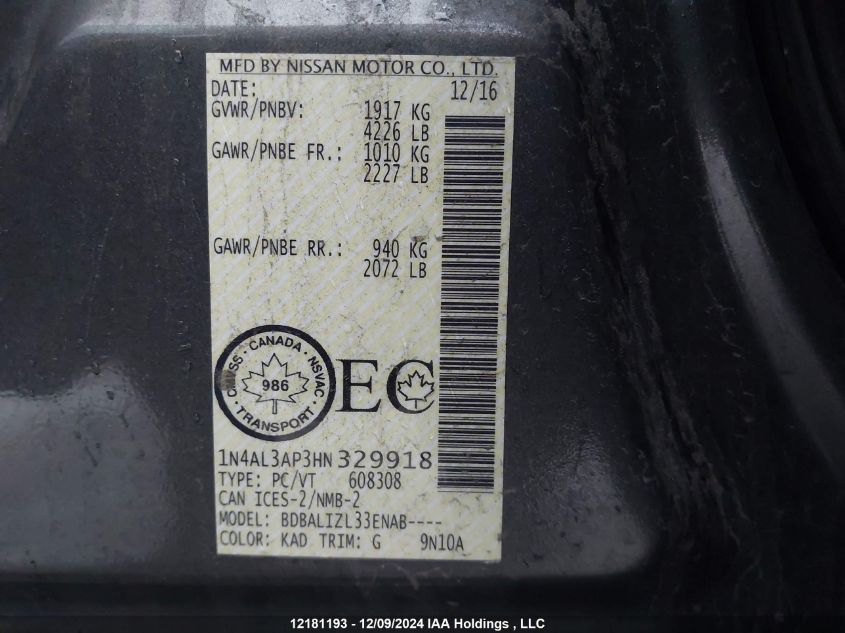 MFD BY NISSAN MOTOR CO., LTD.
DATE: 12/16
GVWR/PNBV: 1917 KG
4226 LB
GAWR/PNBE FR.: 1010 KG
2227 LB
GAWR/PNBE RR.: 940 KG
2072 LB
CANADA · NSVAC
986
TRANSPORT
EC
1N4AL3AP3HN 329918
TYPE: PC/VT 608308
CAN ICES-2/NMB-2
MODEL: BDBALIZL33ENAB----
COLOR: KAD TRIM: G 9N10A
12181193 - 12/09/2024 IAA Holdings , LLC